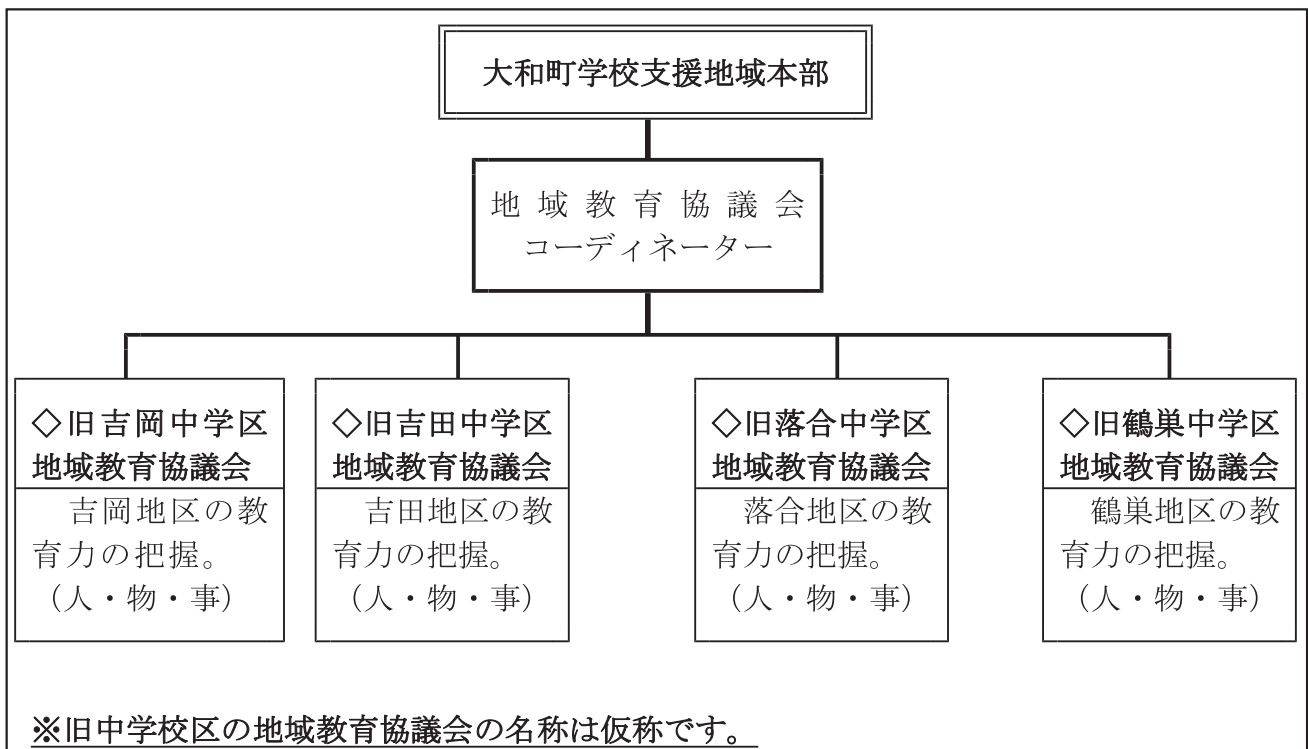 大和町学校支援地域本部
地域教育協議会
コーディネーター
◇旧吉岡中学区
地域教育協議会
吉岡地区の教
育力の把握。
（人・物・事）
◇旧吉田中学区
地域教育協議会
吉田地区の教
育力の把握。
（人・物・事）
◇旧落合中学区
地域教育協議会
落合地区の教
育力の把握。
（人・物・事）
◇旧鶴巣中学区
地域教育協議会
鶴巣地区の教
育力の把握。
（人・物・事）
※旧中学校区の地域教育協議会の名称は仮称です。